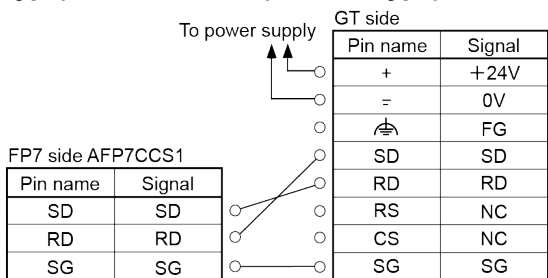 GT side
To power supply
Pin name Signal
+ +24V
- 0V
FG
SD SD
RD RD
RS NC
CS NC
SG SG
FP7 side AFP7CCS1
Pin name Signal
SD SD
RD RD
SG SG